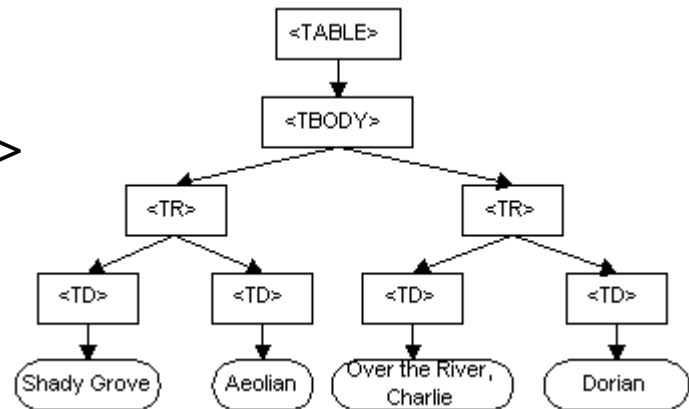 <TABLE>
<TBODY>
>
<TR> <TR>
<TD> <TD> <TD> <TD>
Shady Grove Aeolian Over the River, Charlie Dorian